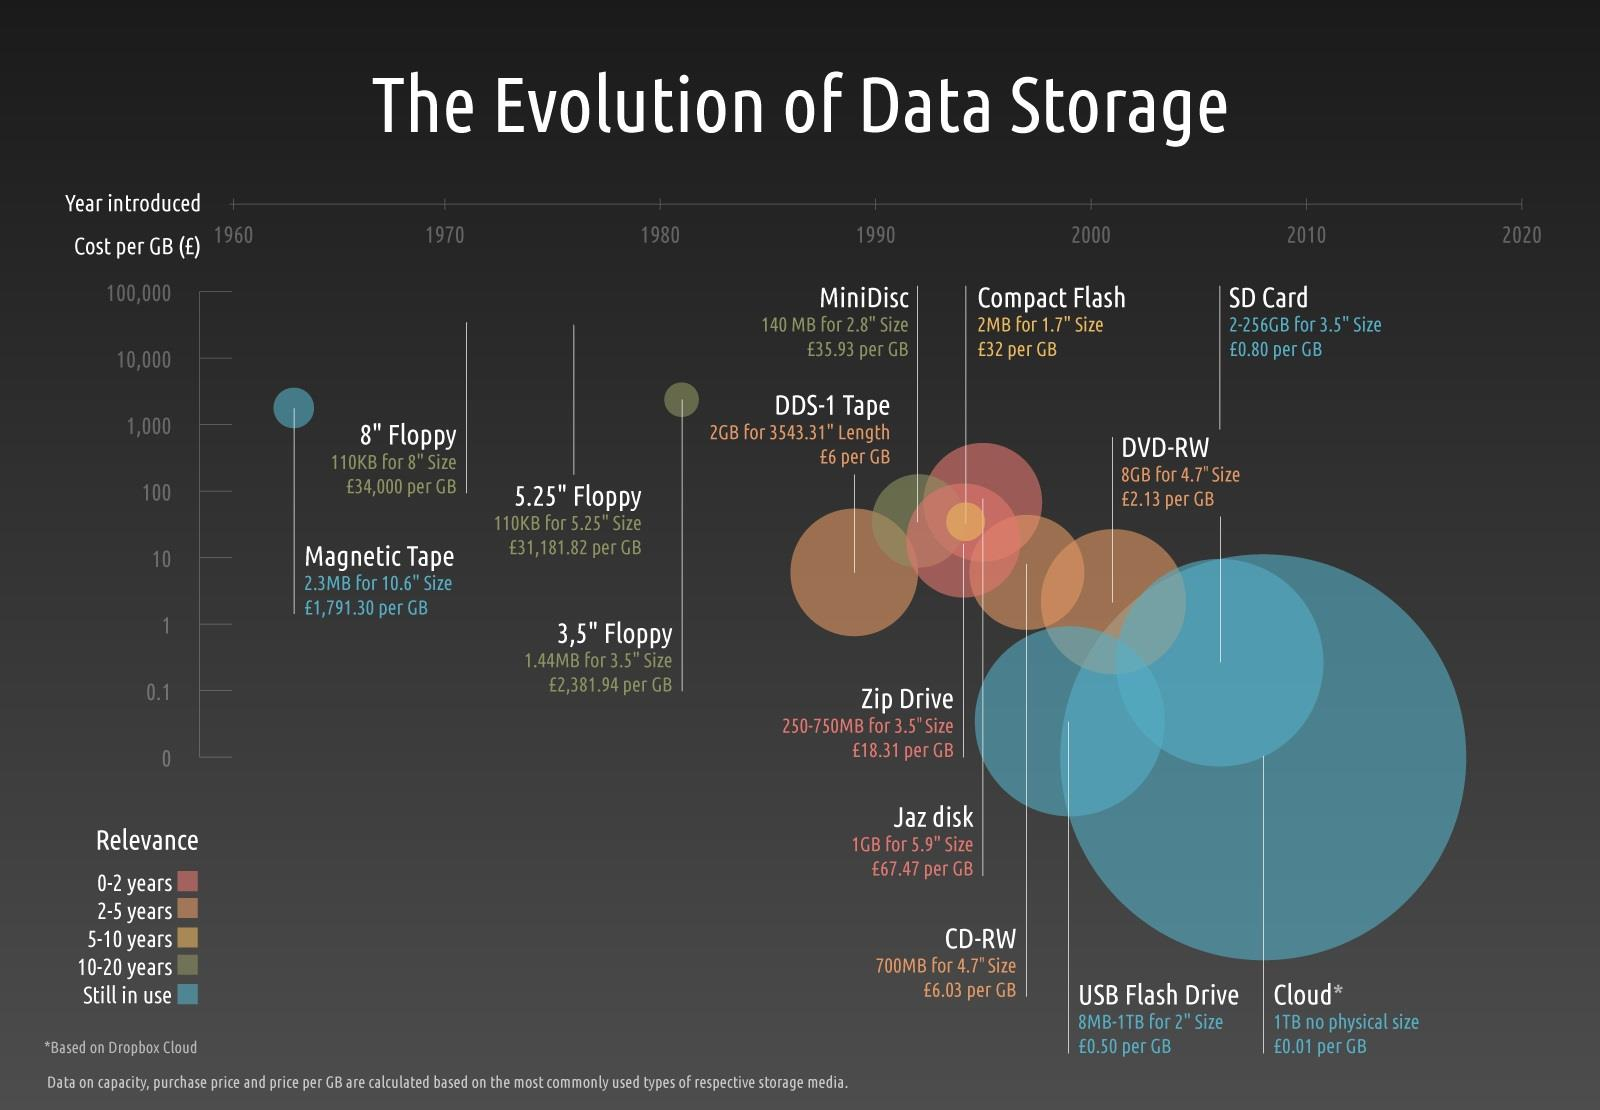 The Evolution of Data Storage
Year introduced
Cost per GB (£)
1960
1970
1980
1990
2000
2010
2020
100,000
10,000
1,000
100
10
1
0.1
0
Magnetic Tape
2.3MB for 10.6" Size
£1,791.30 per GB
8" Floppy
110KB for 8" Size
£34,000 per GB
5.25" Floppy
110KB for 5.25" Size
£31,181.82 per GB
3,5" Floppy
1.44MB for 3.5" Size
£2,381.94 per GB
MiniDisc
140 MB for 2.8" Size
£35.93 per GB
DDS-1 Tape
2GB for 3543.31" Length
£6 per GB
Compact Flash
2MB for 1.7" Size
£32 per GB
SD Card
2-256GB for 3.5" Size
£0.80 per GB
DVD-RW
8GB for 4.7" Size
£2.13 per GB
Zip Drive
250-750MB for 3.5" Size
£18.31 per GB
Jaz disk
1GB for 5.9" Size
£67.47 per GB
CD-RW
700MB for 4.7" Size
£6.03 per GB
USB Flash Drive
8MB-1TB for 2" Size
£0.50 per GB
Cloud*
1TB no physical size
£0.01 per GB
Relevance
0-2 years
2-5 years
5-10 years
10-20 years
Still in use
*Based on Dropbox Cloud
Data on capacity, purchase price and price per GB are calculated based on the most commonly used types of respective storage media.